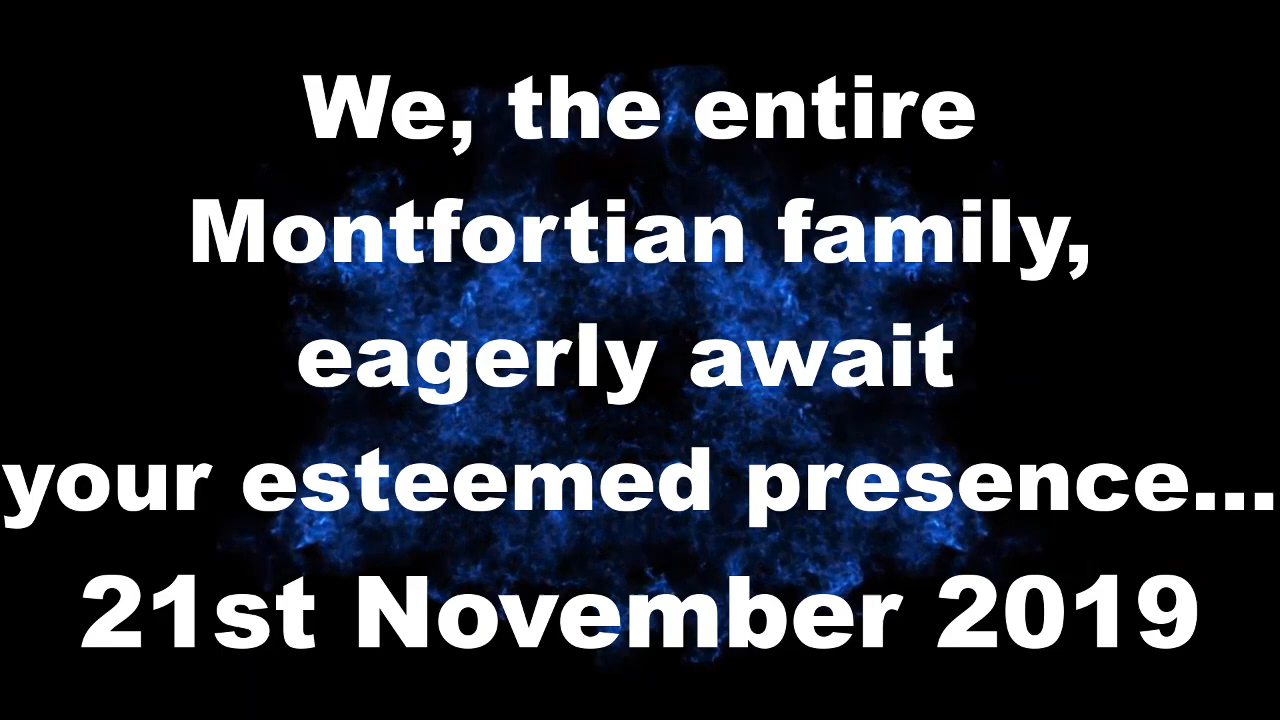 We, the entire
Montfortian family,
eagerly await
your esteemed presence...
21st November 2019